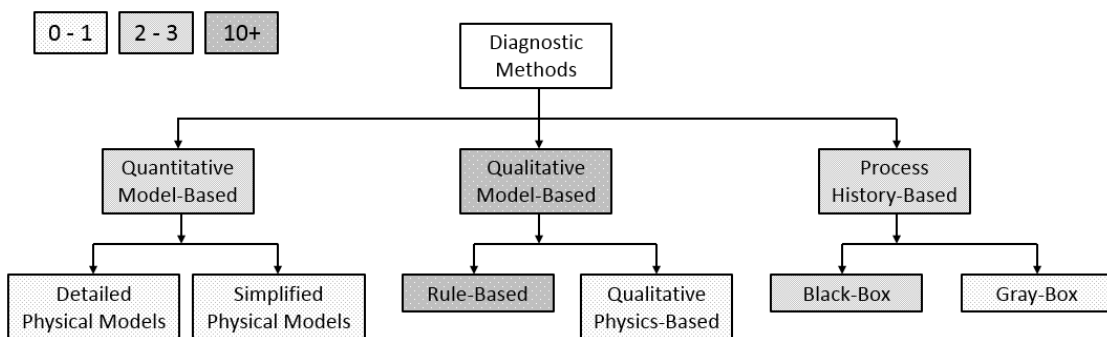 0 - 1
2 - 3
10+
Diagnostic
Methods
Quantitative
Model-Based
Qualitative
Model-Based
Process
History-Based
Detailed
Physical Models
Simplified
Physical Models
Rule-Based
Qualitative
Physics-Based
Black-Box
Gray-Box